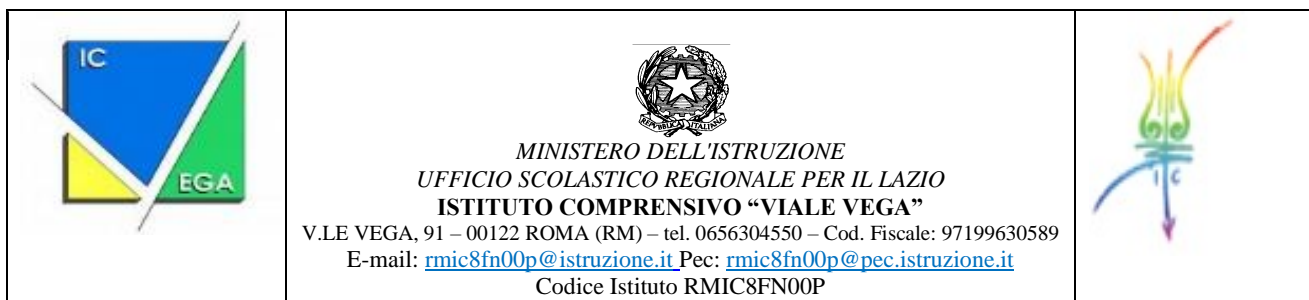 IC
EGA
REPVBBLICA ITALIANA
MINISTERO DELL'ISTRUZIONE
UFFICIO SCOLASTICO REGIONALE PER IL LAZIO
ISTITUTO COMPRENSIVO “VIALE VEGA”
V.LE VEGA, 91 – 00122 ROMA (RM) – tel. 0656304550 – Cod. Fiscale: 97199630589
E-mail: rmic8fn00p@istruzione.it Pec: rmic8fn00p@pec.istruzione.it
Codice Istituto RMIC8FN00P
I C